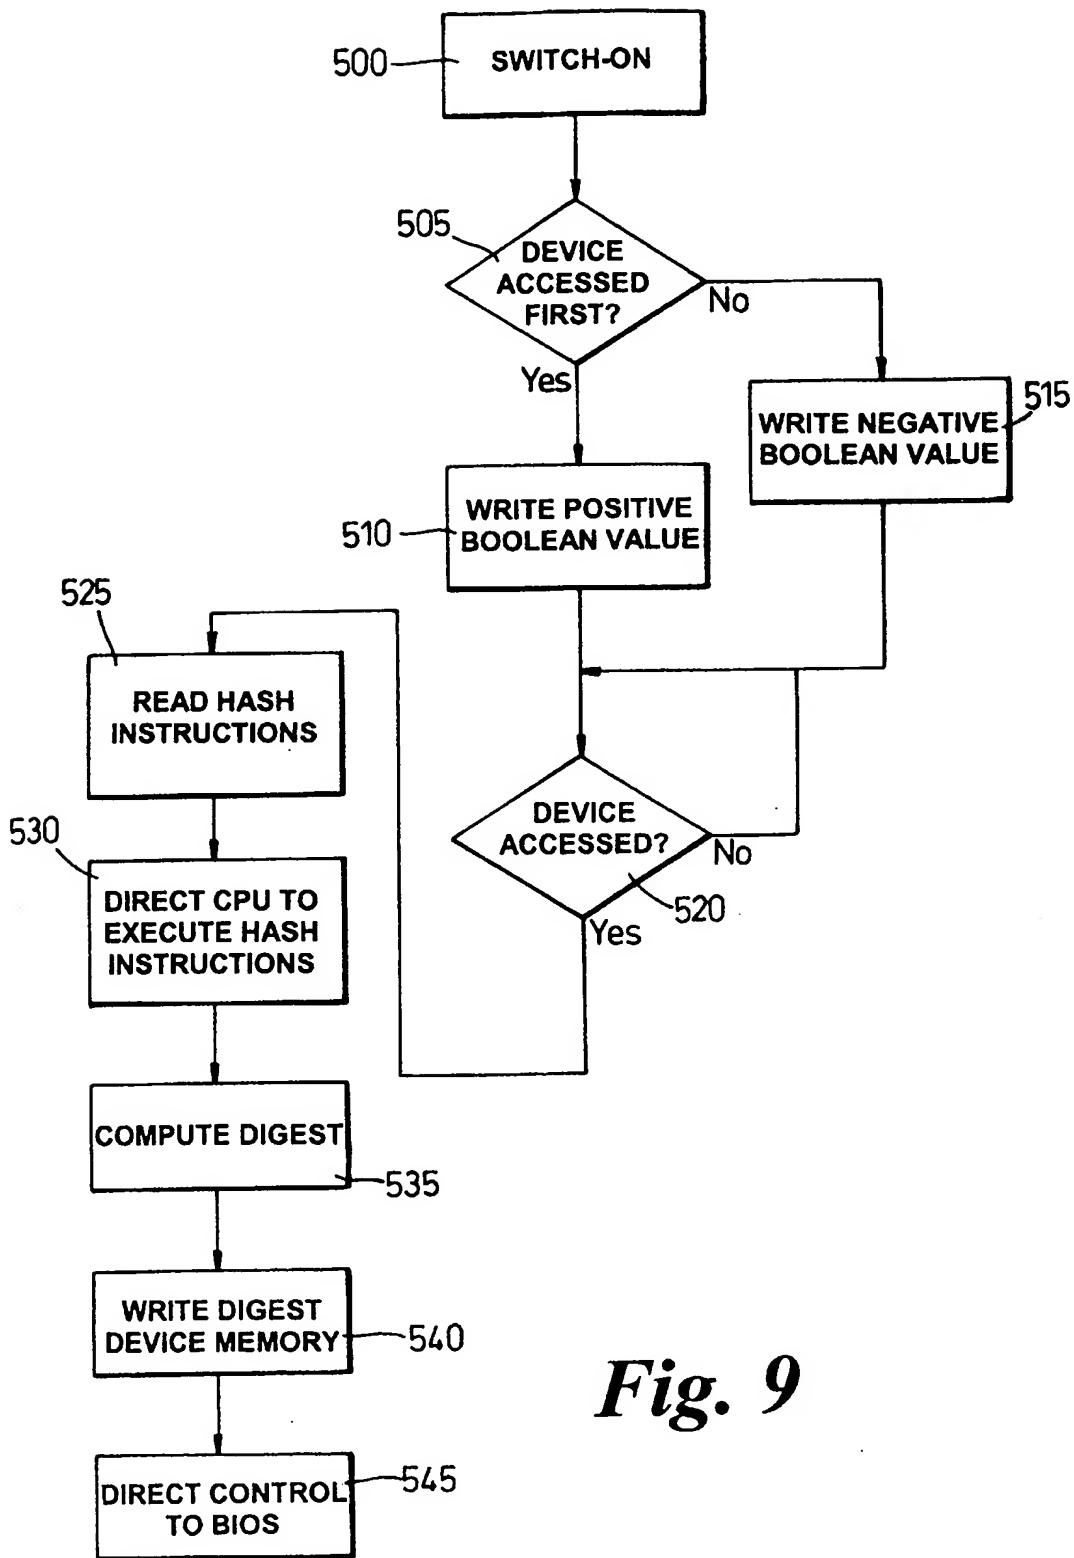 500
SWITCH-ON
505
DEVICE
ACCESSED
FIRST?
No
Yes
WRITE NEGATIVE
BOOLEAN VALUE
515
510
WRITE POSITIVE
BOOLEAN VALUE
525
READ HASH
INSTRUCTIONS
DEVICE
ACCESSED?
No
520
Yes
530
DIRECT CPU TO
EXECUTE HASH
INSTRUCTIONS
COMPUTE DIGEST
535
WRITE DIGEST
DEVICE MEMORY
540
DIRECT CONTROL
TO BIOS
545
Fig. 9